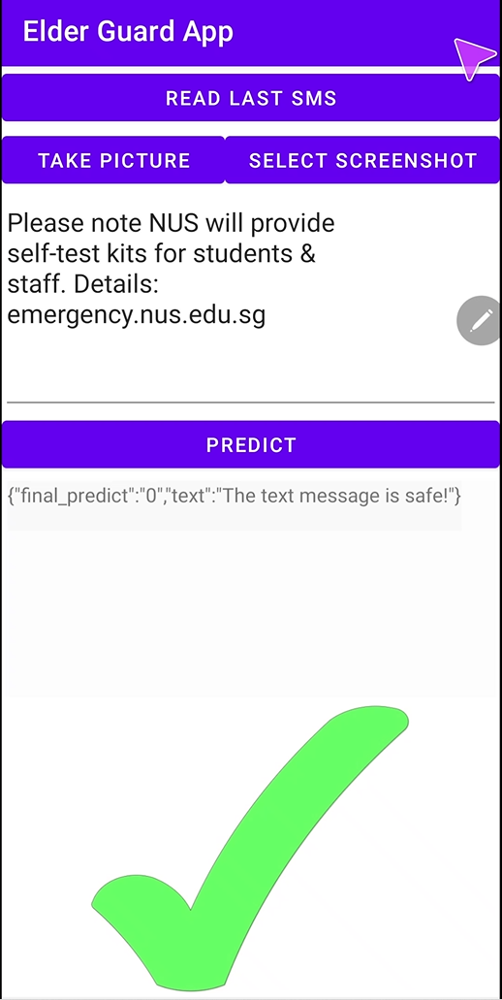 Elder Guard App
READ LAST SMS
TAKE PICTURE
SELECT SCREENSHOT
Please note NUS will provide
self-test kits for students &
staff. Details:
emergency.nus.edu.sg
PREDICT
{"final_predict":"0","text":"The text message is safe!"}